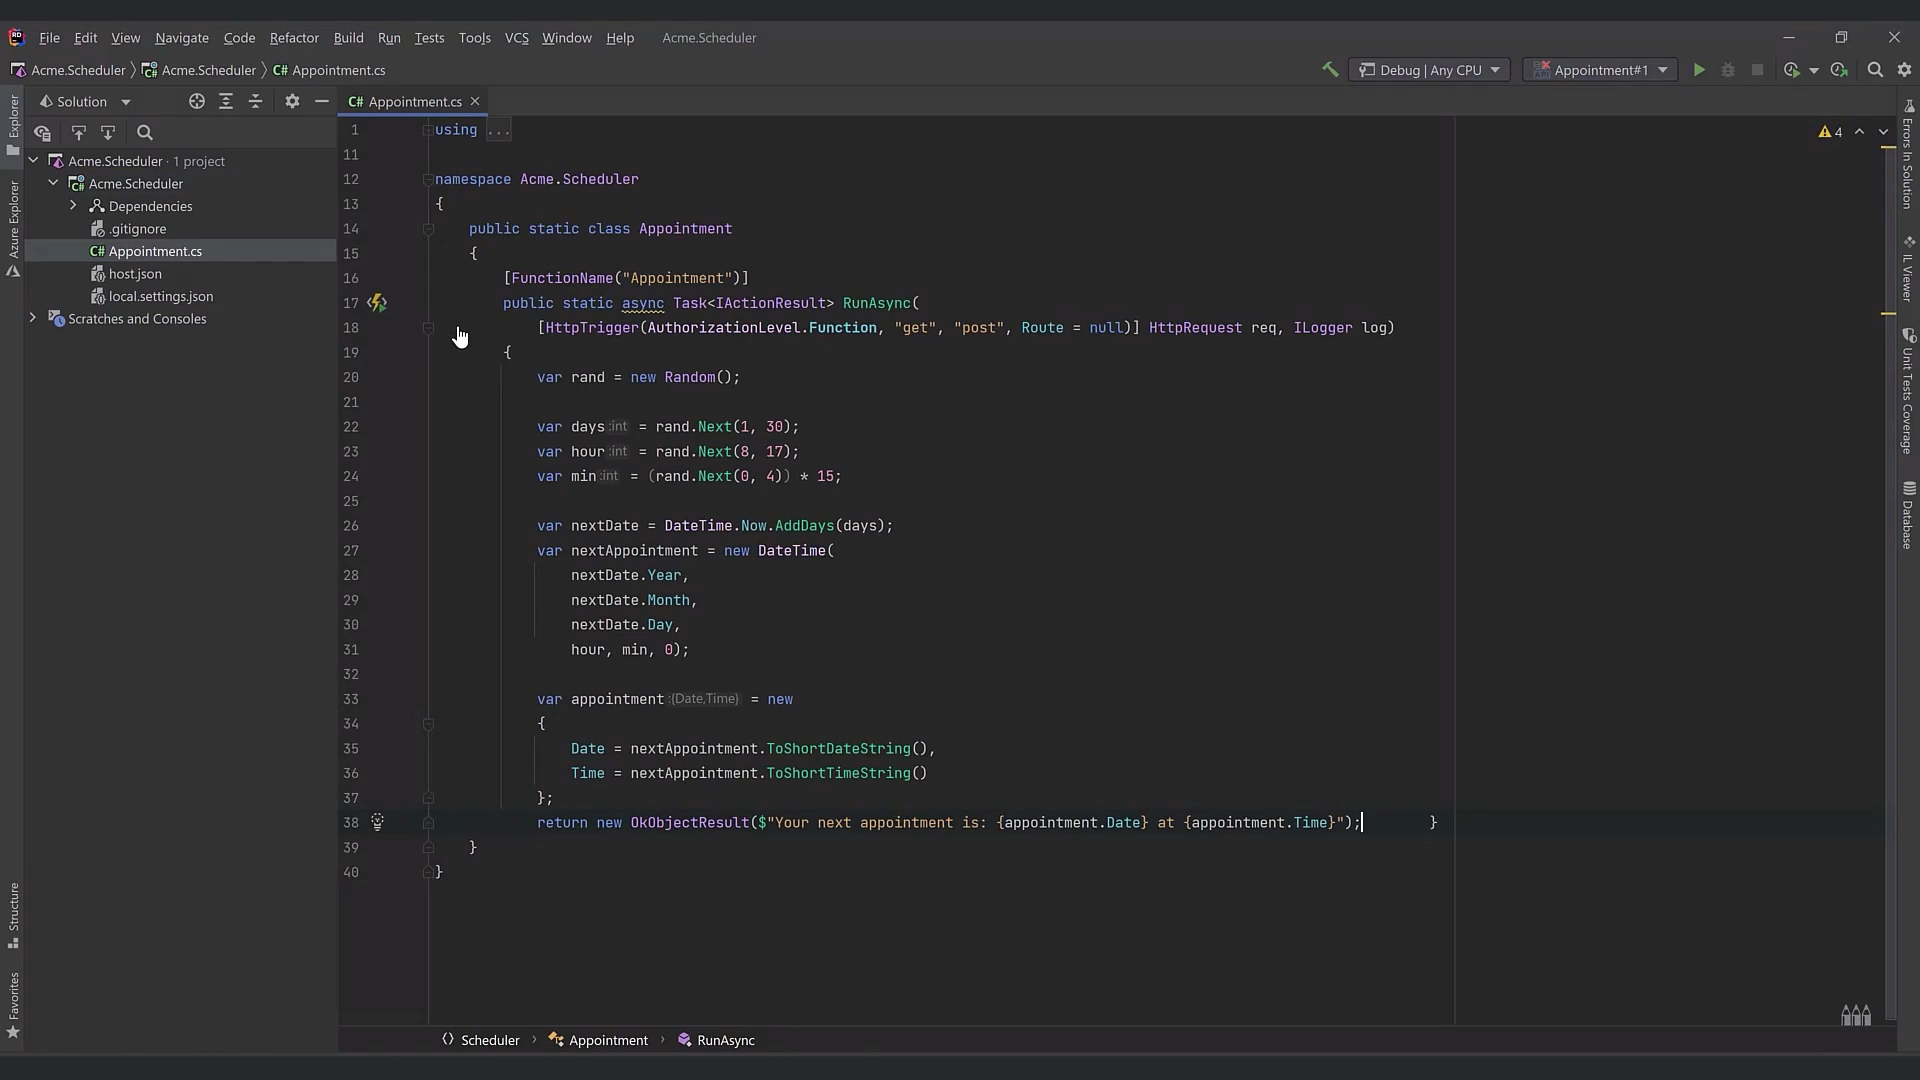 File Edit View Navigate Code Refactor Build Run Tests Tools VCS Window Help Acme.Scheduler
Acme.Scheduler Acme.Scheduler C# Appointment.cs Debug | Any CPU Appointment#1
Solution
C# Appointment.cs
Explorer
Azure Explorer
Structure
Favorites
Acme.Scheduler · 1 project
Acme.Scheduler
Dependencies
.gitignore
C# Appointment.cs
host.json
local.settings.json
Scratches and Consoles
1 using ...
11
12 namespace Acme.Scheduler
13 {
14 public static class Appointment
15 {
16 [FunctionName("Appointment")]
17 public static async Task<IActionResult> RunAsync(
18 [HttpTrigger(AuthorizationLevel.Function, "get", "post", Route = null)] HttpRequest req, ILogger log)
19 {
20 var rand = new Random();
21
22 var days:int = rand.Next(1, 30);
23 var hour:int = rand.Next(8, 17);
24 var min:int = (rand.Next(0, 4)) * 15;
25
26 var nextDate = DateTime.Now.AddDays(days);
27 var nextAppointment = new DateTime(
28 nextDate.Year,
29 nextDate.Month,
30 nextDate.Day,
31 hour, min, 0);
32
33 var appointment:{Date,Time} = new
34 {
35 Date = nextAppointment.ToShortDateString(),
36 Time = nextAppointment.ToShortTimeString()
37 };
38 return new OkObjectResult($"Your next appointment is: {appointment.Date} at {appointment.Time}"); }
39 }
40 }
4
Errors In Solution
IL Viewer
Unit Tests Coverage
Database
Scheduler Appointment RunAsync